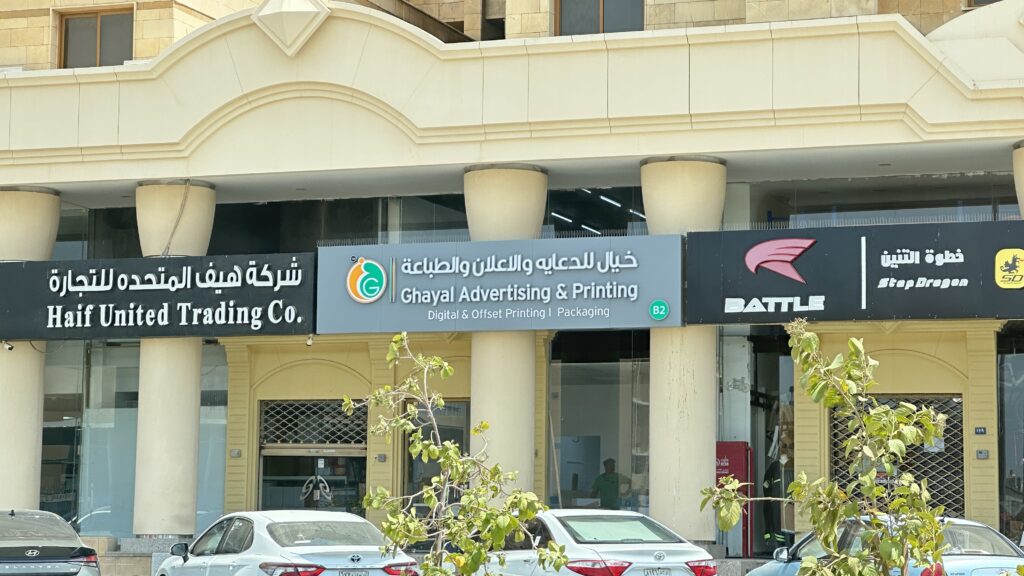 شركة هيف المتحده للتجارة
Haif United Trading Co.
خيال للدعايه والاعلان والطباعة
Ghayal Advertising & Printing
Digital & Offset Printing | Packaging
B2
BATTLE
خطوة التنين
Step Dragon
SD